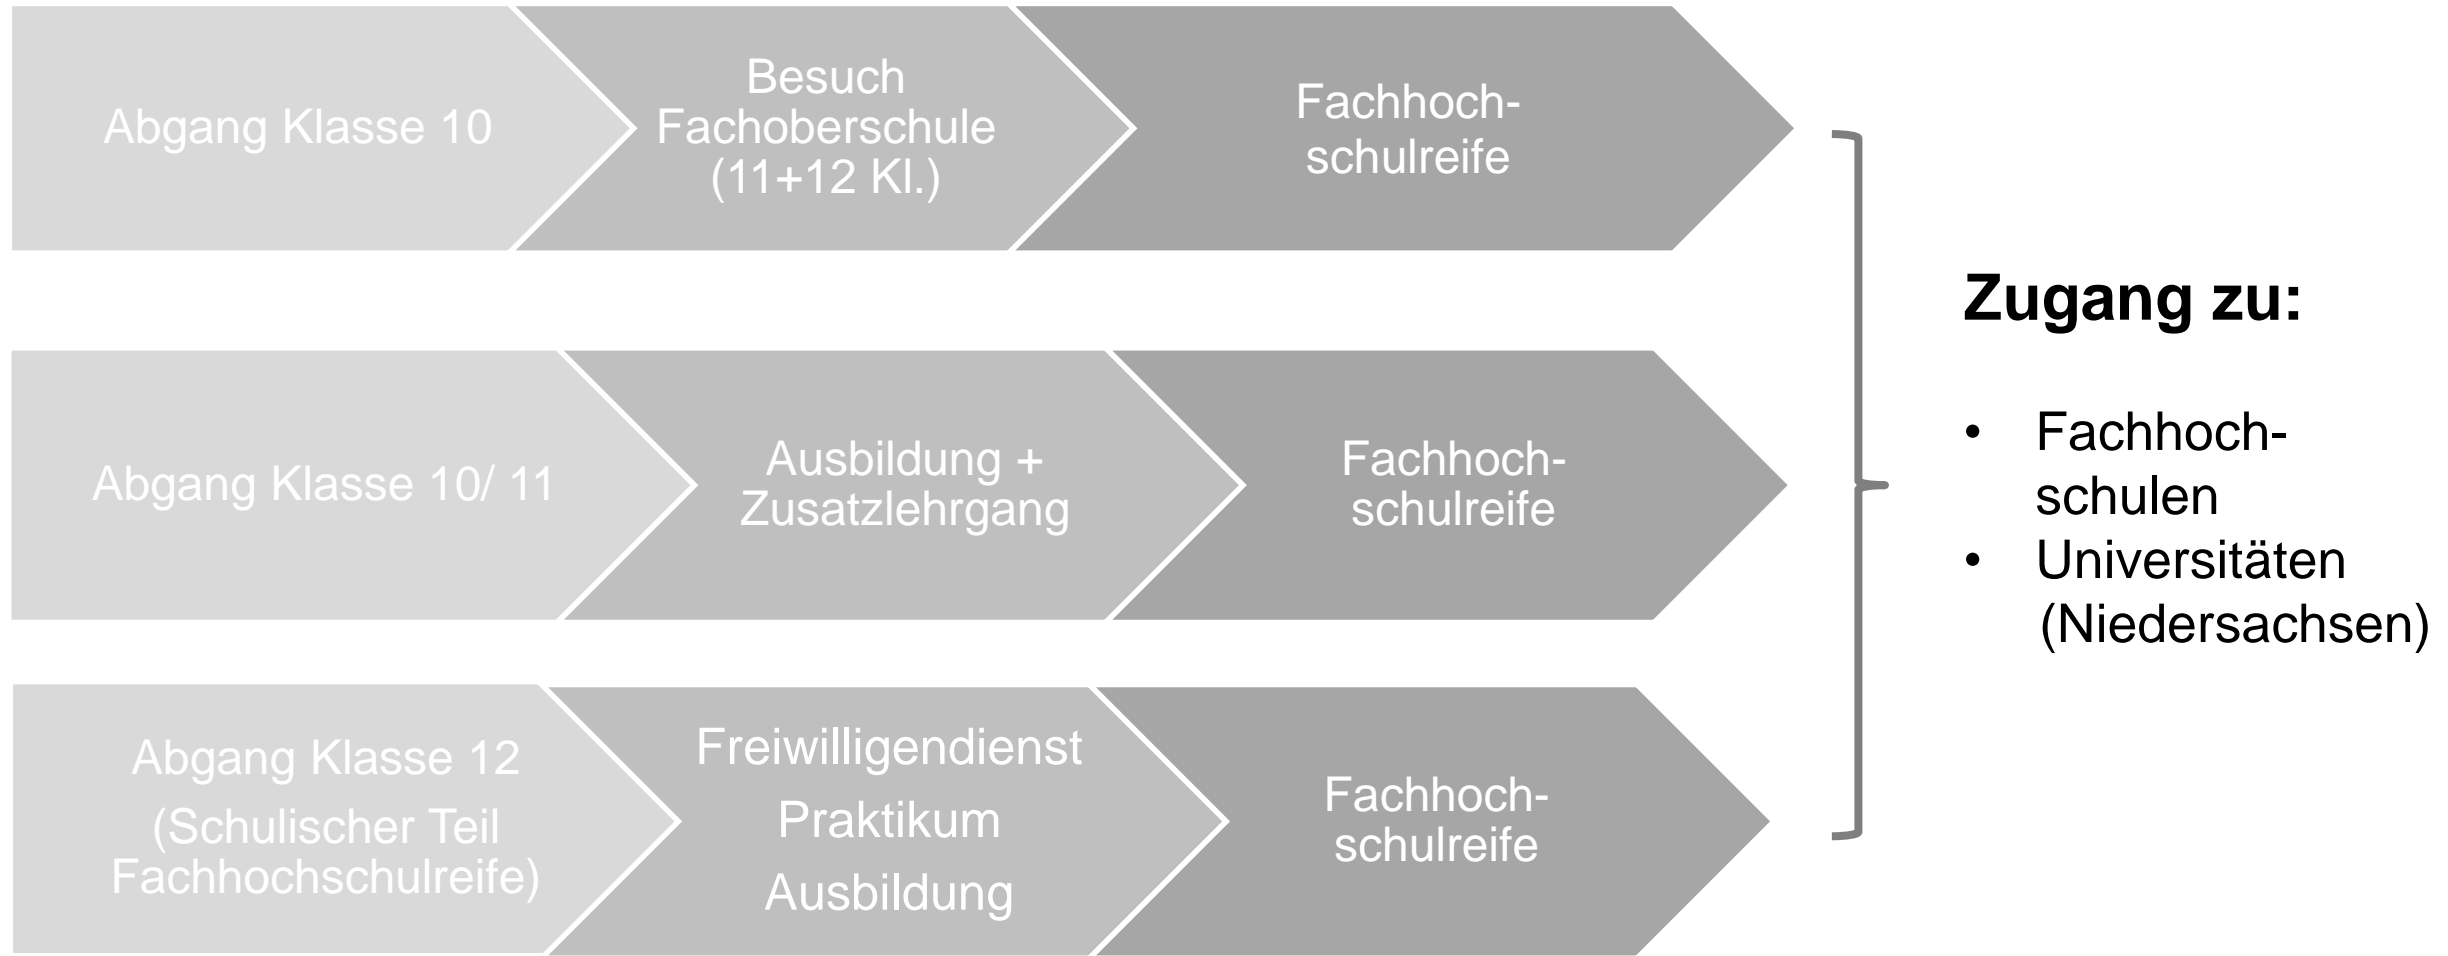 Abgang Klasse 10
Besuch
Fachoberschule
(11+12 Kl.)
Fachhoch-
schulreife
Abgang Klasse 10/ 11
Ausbildung +
Zusatzlehrgang
Fachhoch-
schulreife
Abgang Klasse 12
(Schulischer Teil
Fachhochschulreife)
Freiwilligendienst
Praktikum
Ausbildung
Fachhoch-
schulreife
Zugang zu:
• Fachhoch-
schulen
• Universitäten
(Niedersachsen)